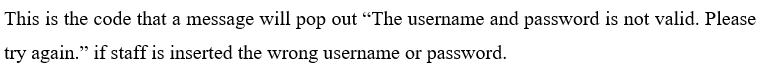 This is the code that a message will pop out “The username and password is not valid. Please
try again.” if staff is inserted the wrong username or password.